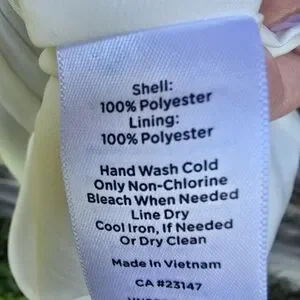 Shell:
100% Polyester
Lining:
100% Polyester
Hand Wash Cold
Only Non-Chlorine
Bleach When Needed
Line Dry
Cool Iron, If Needed
Or Dry Clean
Made In Vietnam
CA #23147